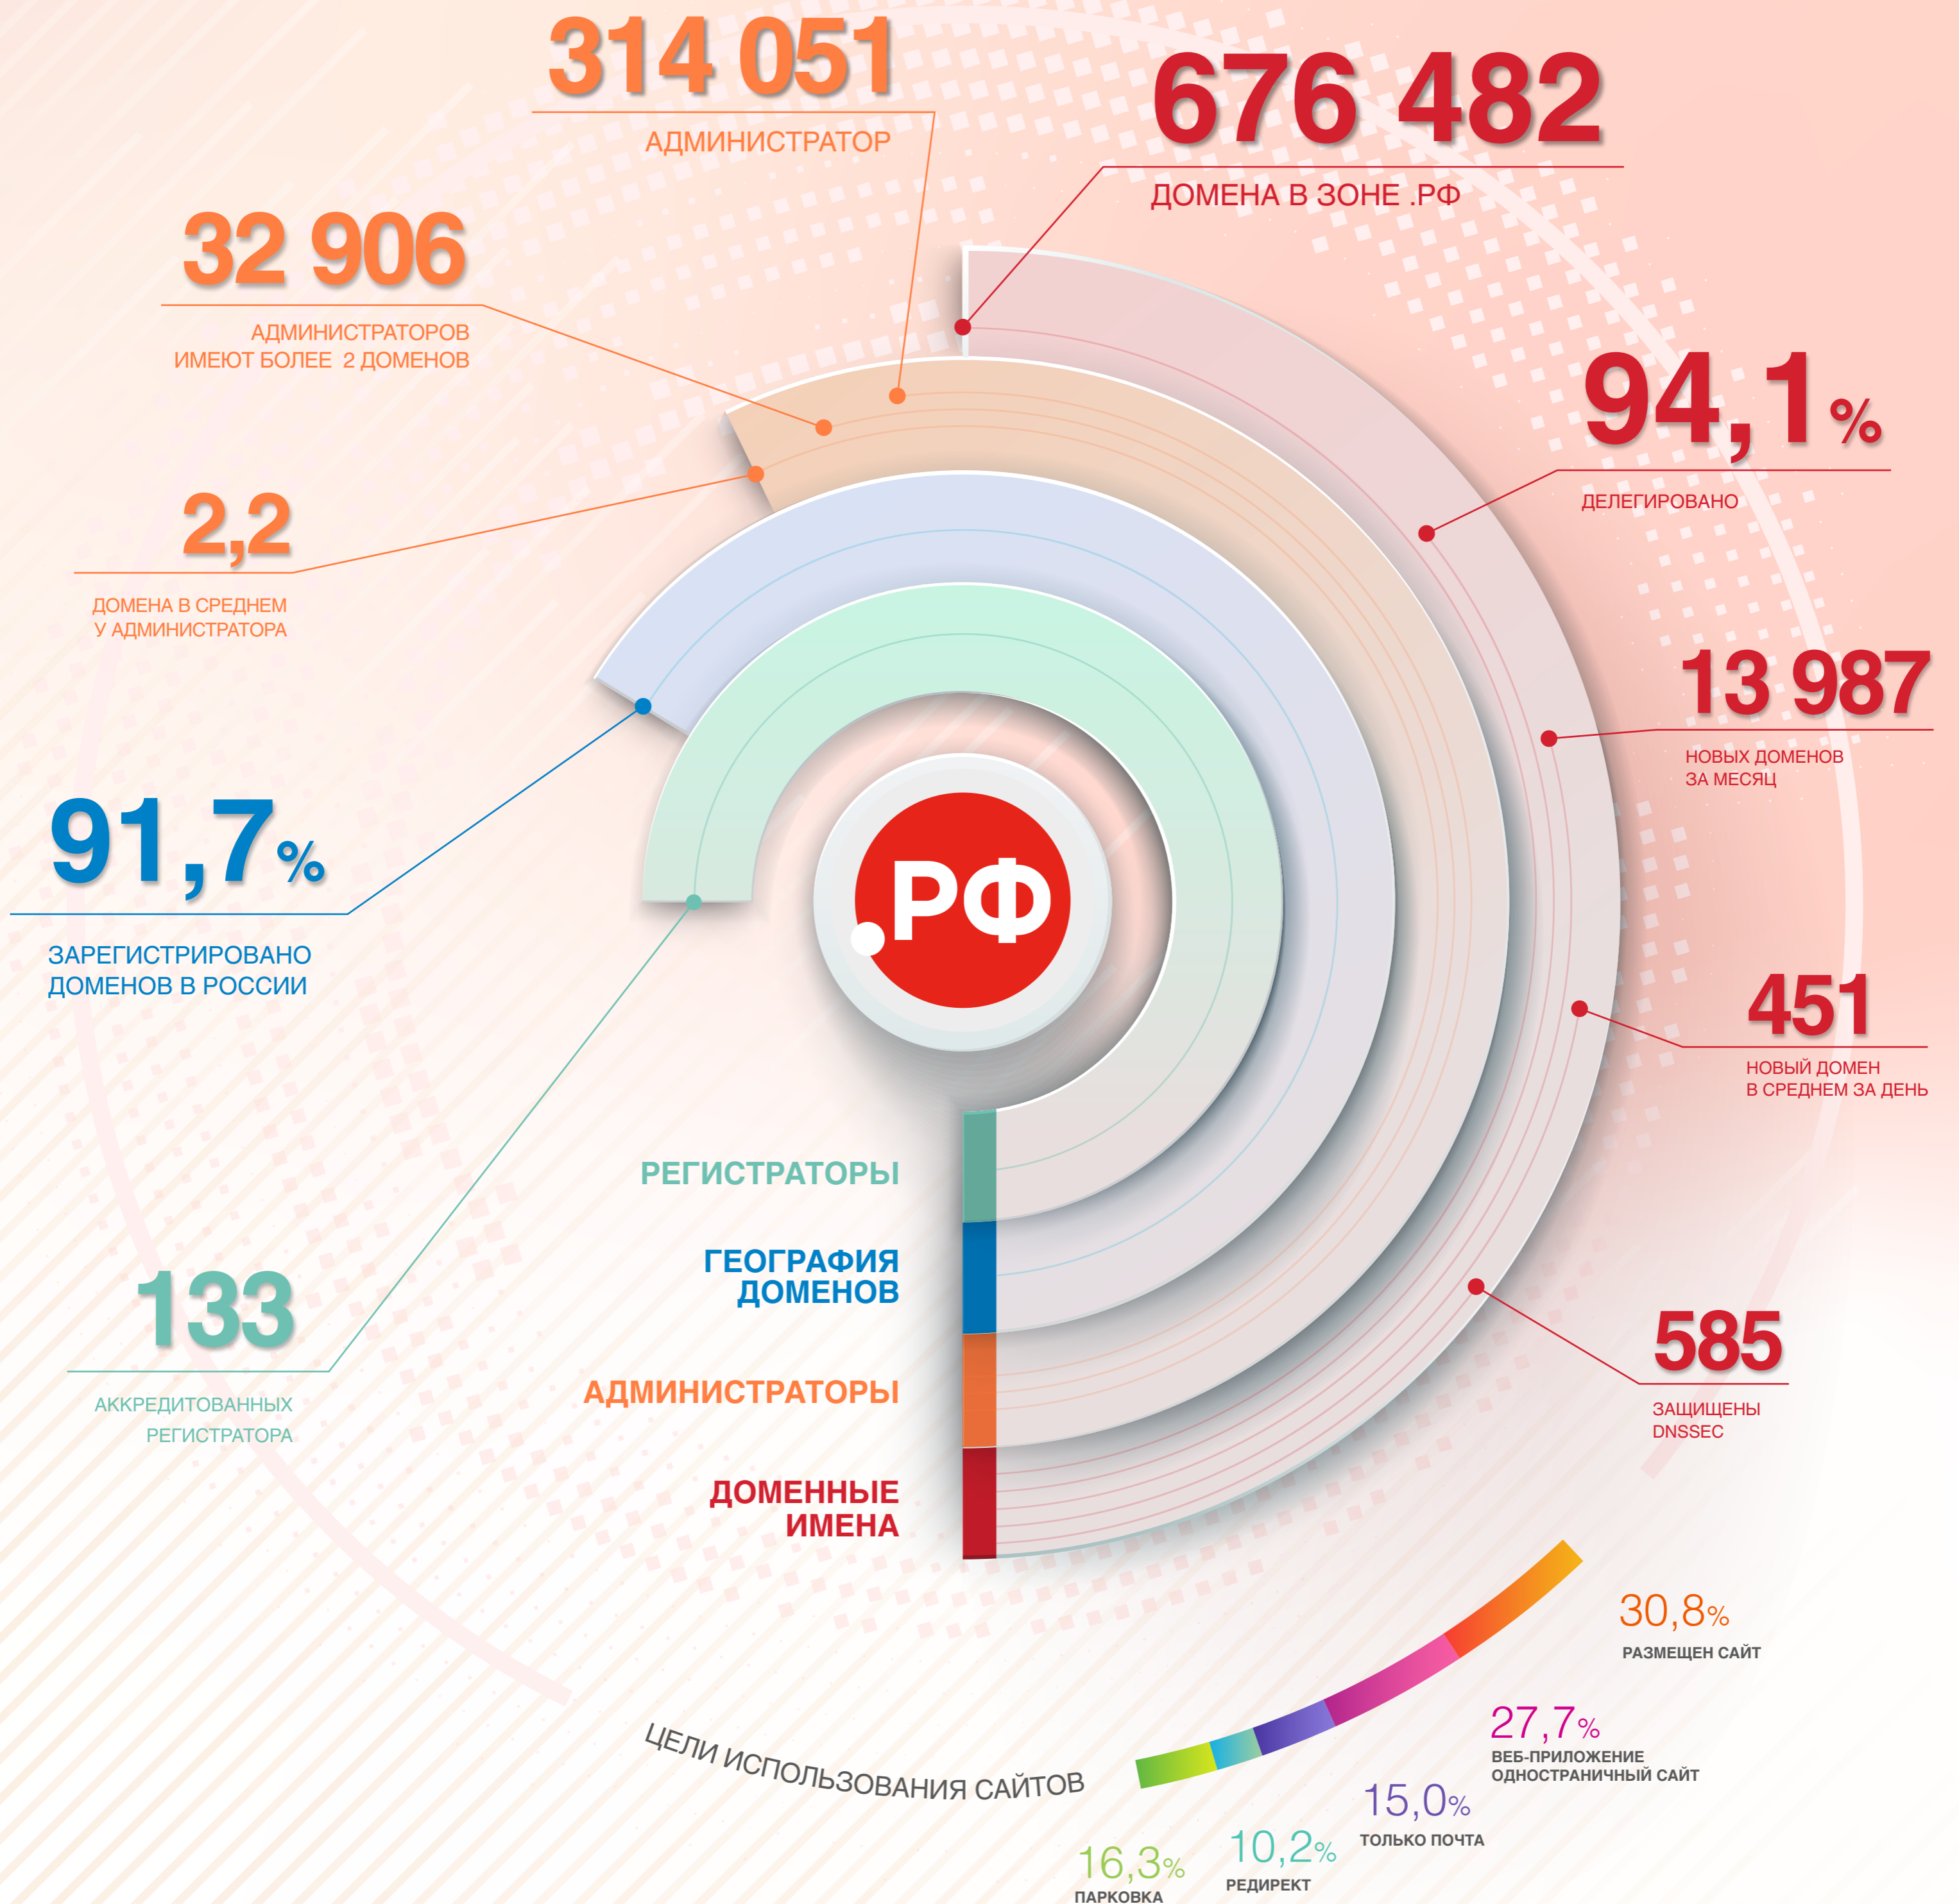 314 051
АДМИНИСТРАТОР
676 482
ДОМЕНА В ЗОНЕ .РФ
32 906
АДМИНИСТРАТОРОВ
ИМЕЮТ БОЛЕЕ 2 ДОМЕНОВ
94,1%
ДЕЛЕГИРОВАНО
2,2
ДОМЕНА В СРЕДНЕМ
У АДМИНИСТРАТОРА
13 987
НОВЫХ ДОМЕНОВ
ЗА МЕСЯЦ
91,7%
ЗАРЕГИСТРИРОВАНО
ДОМЕНОВ В РОССИИ
.РФ
451
НОВЫЙ ДОМЕН
В СРЕДНЕМ ЗА ДЕНЬ
133
АККРЕДИТОВАННЫХ
РЕГИСТРАТОРА
585
ЗАЩИЩЕНЫ
DNSSEC
РЕГИСТРАТОРЫ
ГЕОГРАФИЯ
ДОМЕНОВ
АДМИНИСТРАТОРЫ
ДОМЕННЫЕ
ИМЕНА
ЦЕЛИ ИСПОЛЬЗОВАНИЯ САЙТОВ
30,8%
РАЗМЕЩЕН САЙТ
27,7%
ВЕБ-ПРИЛОЖЕНИЕ
ОДНОСТРАНИЧНЫЙ САЙТ
15,0%
ТОЛЬКО ПОЧТА
10,2%
РЕДИРЕКТ
16,3%
ПАРКОВКА